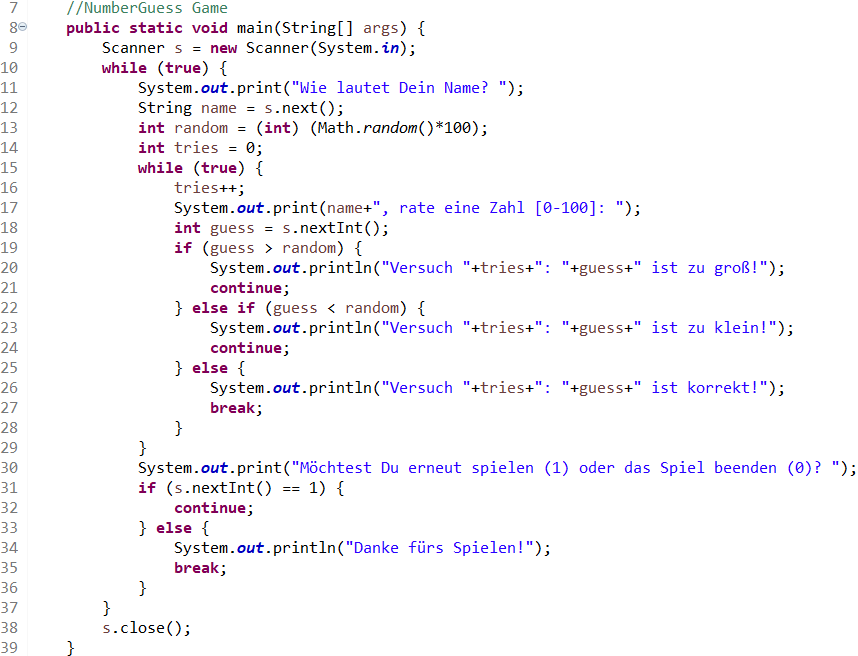 7 //NumberGuess Game
8 public static void main(String[] args) {
9 Scanner s = new Scanner(System.in);
10 while (true) {
11 System.out.print("Wie lautet Dein Name? ");
12 String name = s.next();
13 int random = (int) (Math.random()*100);
14 int tries = 0;
15 while (true) {
16 tries++;
17 System.out.print(name+", rate eine Zahl [0-100]: ");
18 int guess = s.nextInt();
19 if (guess > random) {
20 System.out.println("Versuch "+tries+": "+guess+" ist zu groß!");
21 continue;
22 } else if (guess < random) {
23 System.out.println("Versuch "+tries+": "+guess+" ist zu klein!");
24 continue;
25 } else {
26 System.out.println("Versuch "+tries+": "+guess+" ist korrekt!");
27 break;
28 }
29 }
30 System.out.print("Möchtest Du erneut spielen (1) oder das Spiel beenden (0)? ");
31 if (s.nextInt() == 1) {
32 continue;
33 } else {
34 System.out.println("Danke fürs Spielen!");
35 break;
36 }
37 }
38 s.close();
39 }